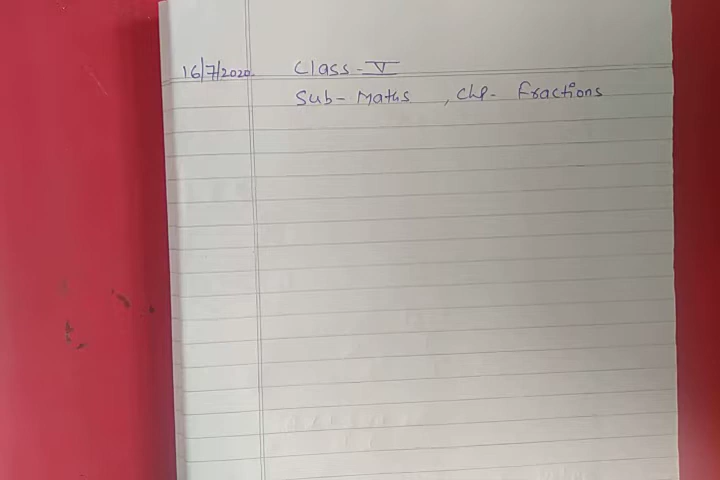 16/7/2020. Class - V
Sub - Maths , Chp - Fractions